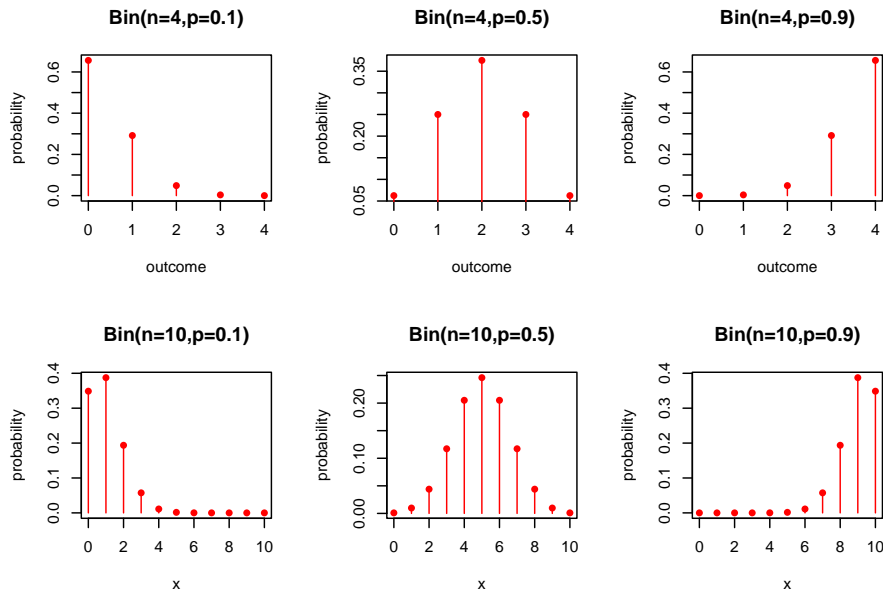 Bin(n=4,p=0.1)
probability
0.0 0.2 0.4 0.6
0 1 2 3 4
outcome
Bin(n=4,p=0.5)
probability
0.05 0.20 0.35
0 1 2 3 4
outcome
Bin(n=4,p=0.9)
probability
0.0 0.2 0.4 0.6
0 1 2 3 4
outcome
Bin(n=10,p=0.1)
probability
0.0 0.1 0.2 0.3 0.4
0 2 4 6 8 10
x
Bin(n=10,p=0.5)
probability
0.00 0.10 0.20
0 2 4 6 8 10
x
Bin(n=10,p=0.9)
probability
0.0 0.1 0.2 0.3 0.4
0 2 4 6 8 10
x